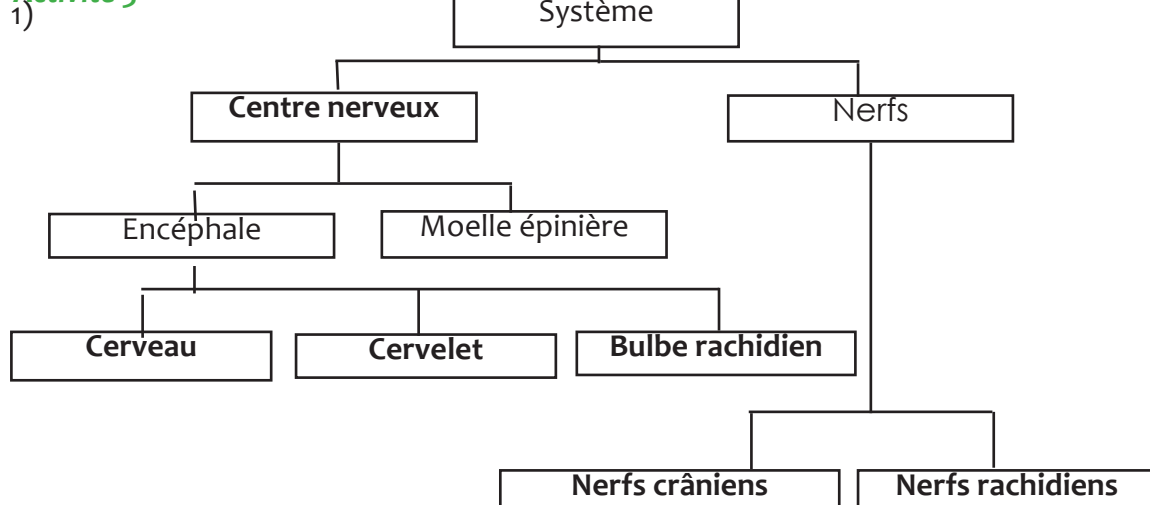 1)
Système
Centre nerveux
Nerfs
Encéphale
Moelle épinière
Cerveau
Cervelet
Bulbe rachidien
Nerfs crâniens
Nerfs rachidiens